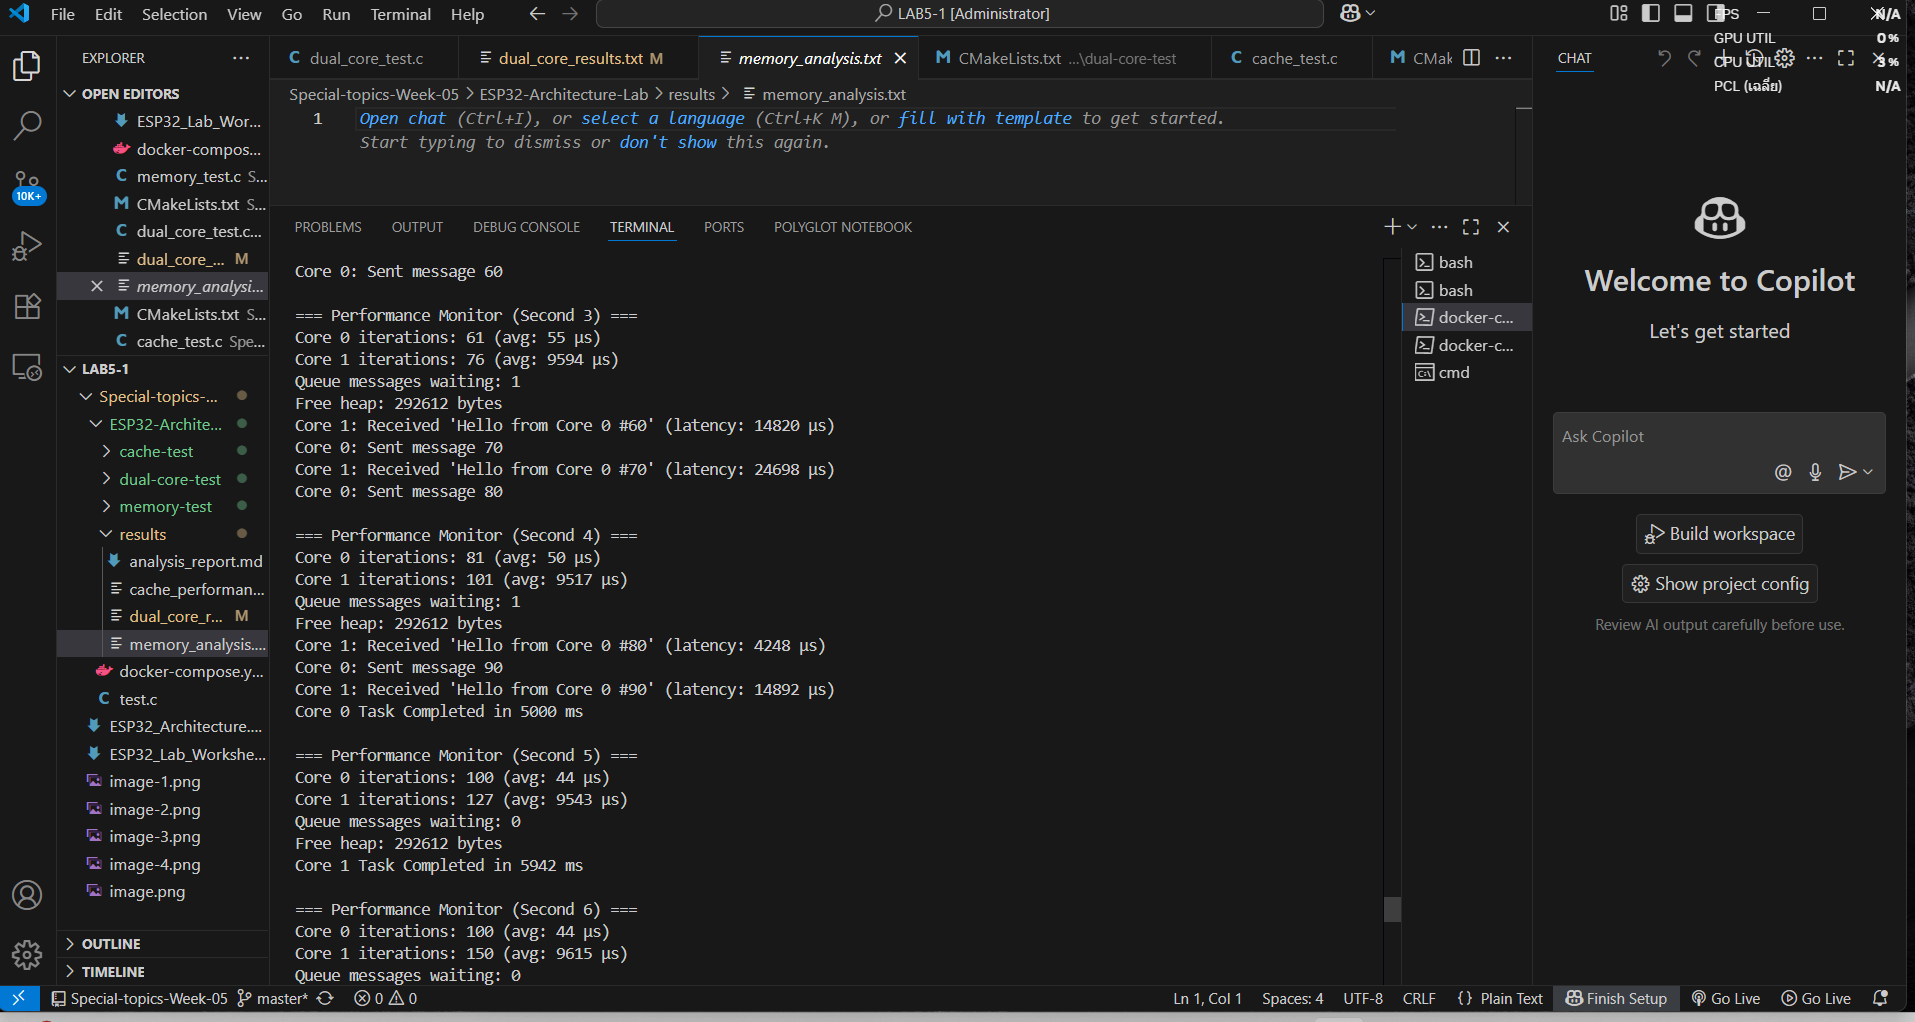 File Edit Selection View Go Run Terminal Help
LAB5-1 [Administrator]
FPS N/A
GPU UTIL 0 %
CPU UTIL 3 %
PCL (เฉลี่ย) N/A
EXPLORER
OPEN EDITORS
ESP32_Lab_Wor...
docker-compos...
memory_test.c S...
CMakeLists.txt S...
dual_core_test.c...
dual_core_... M
memory_analysi...
CMakeLists.txt S...
cache_test.c Spe...
LAB5-1
Special-topics-...
ESP32-Archite...
cache-test
dual-core-test
memory-test
results
analysis_report.md
cache_performan...
dual_core_r... M
memory_analysis....
docker-compose.y...
test.c
ESP32_Architecture....
ESP32_Lab_Workshe...
image-1.png
image-2.png
image-3.png
image-4.png
image.png
OUTLINE
TIMELINE
10K+
dual_core_test.c
dual_core_results.txt M
memory_analysis.txt
CMakeLists.txt ...\dual-core-test
cache_test.c
CMak
Special-topics-Week-05 > ESP32-Architecture-Lab > results > memory_analysis.txt
1 Open chat (Ctrl+I), or select a language (Ctrl+K M), or fill with template to get started.
Start typing to dismiss or don't show this again.
PROBLEMS OUTPUT DEBUG CONSOLE TERMINAL PORTS POLYGLOT NOTEBOOK
Core 0: Sent message 60
=== Performance Monitor (Second 3) ===
Core 0 iterations: 61 (avg: 55 μs)
Core 1 iterations: 76 (avg: 9594 μs)
Queue messages waiting: 1
Free heap: 292612 bytes
Core 1: Received 'Hello from Core 0 #60' (latency: 14820 μs)
Core 0: Sent message 70
Core 1: Received 'Hello from Core 0 #70' (latency: 24698 μs)
Core 0: Sent message 80
=== Performance Monitor (Second 4) ===
Core 0 iterations: 81 (avg: 50 μs)
Core 1 iterations: 101 (avg: 9517 μs)
Queue messages waiting: 1
Free heap: 292612 bytes
Core 1: Received 'Hello from Core 0 #80' (latency: 4248 μs)
Core 0: Sent message 90
Core 1: Received 'Hello from Core 0 #90' (latency: 14892 μs)
Core 0 Task Completed in 5000 ms
=== Performance Monitor (Second 5) ===
Core 0 iterations: 100 (avg: 44 μs)
Core 1 iterations: 127 (avg: 9543 μs)
Queue messages waiting: 0
Free heap: 292612 bytes
Core 1 Task Completed in 5942 ms
=== Performance Monitor (Second 6) ===
Core 0 iterations: 100 (avg: 44 μs)
Core 1 iterations: 150 (avg: 9615 μs)
Queue messages waiting: 0
bash
bash
docker-c...
docker-c...
cmd
CHAT
Welcome to Copilot
Let's get started
Ask Copilot
Build workspace
Show project config
Review AI output carefully before use.
Special-topics-Week-05 master* 0 0
Ln 1, Col 1 Spaces: 4 UTF-8 CRLF {} Plain Text Finish Setup Go Live Go Live